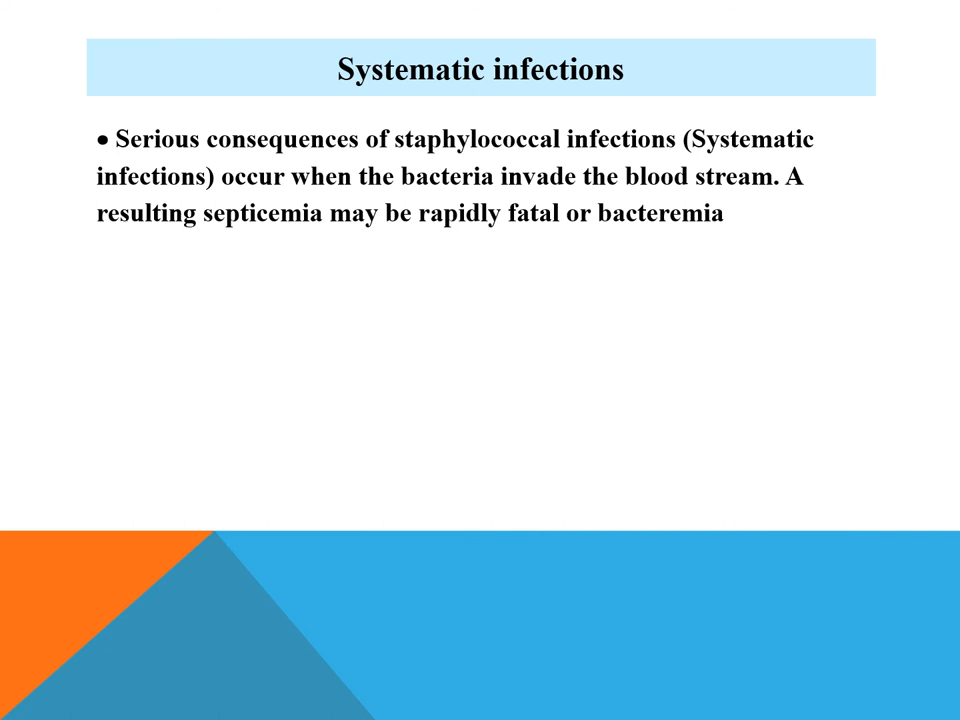 Systematic infections
• Serious consequences of staphylococcal infections (Systematic
infections) occur when the bacteria invade the blood stream. A
resulting septicemia may be rapidly fatal or bacteremia